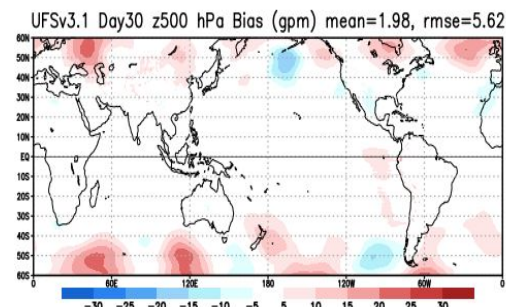 UFSv3.1 Day30 z500 hPa Bias (gpm) mean=1.98, rmse=5.62
60N
50N
40N
30N
20N
10N
EQ
10S
20S
30S
40S
50S
60S
0 60E 120E 180 120W 60W 0
-30 -25 -20 -15 -10 -5 5 10 15 20 25 30